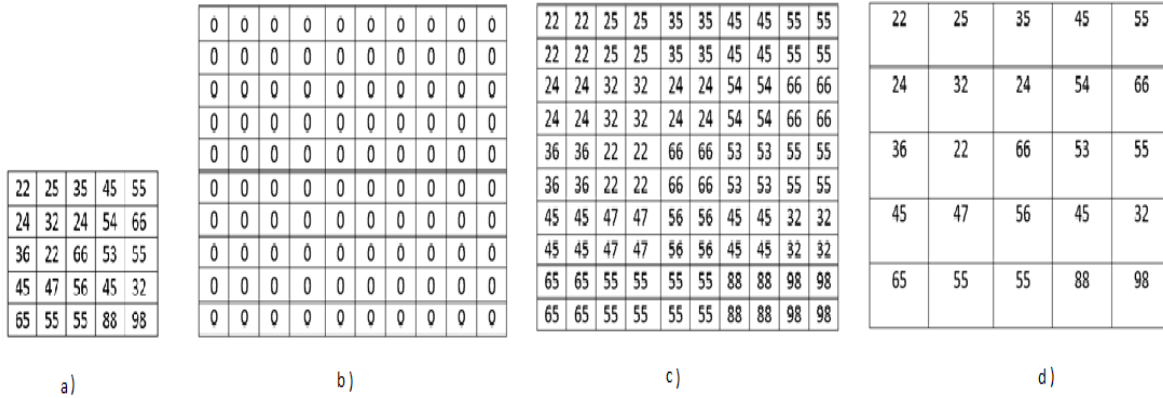 22 25 35 45 55
24 32 24 54 66
36 22 66 53 55
45 47 56 45 32
65 55 55 88 98
a)
0 0 0 0 0 0 0 0 0 0
0 0 0 0 0 0 0 0 0 0
0 0 0 0 0 0 0 0 0 0
0 0 0 0 0 0 0 0 0 0
0 0 0 0 0 0 0 0 0 0
0 0 0 0 0 0 0 0 0 0
0 0 0 0 0 0 0 0 0 0
0 0 0 0 0 0 0 0 0 0
0 0 0 0 0 0 0 0 0 0
0 0 0 0 0 0 0 0 0 0
b)
22 22 25 25 35 35 45 45 55 55
22 22 25 25 35 35 45 45 55 55
24 24 32 32 24 24 54 54 66 66
24 24 32 32 24 24 54 54 66 66
36 36 22 22 66 66 53 53 55 55
36 36 22 22 66 66 53 53 55 55
45 45 47 47 56 56 45 45 32 32
45 45 47 47 56 56 45 45 32 32
65 65 55 55 55 55 88 88 98 98
65 65 55 55 55 55 88 88 98 98
c)
22 25 35 45 55
24 32 24 54 66
36 22 66 53 55
45 47 56 45 32
65 55 55 88 98
d)